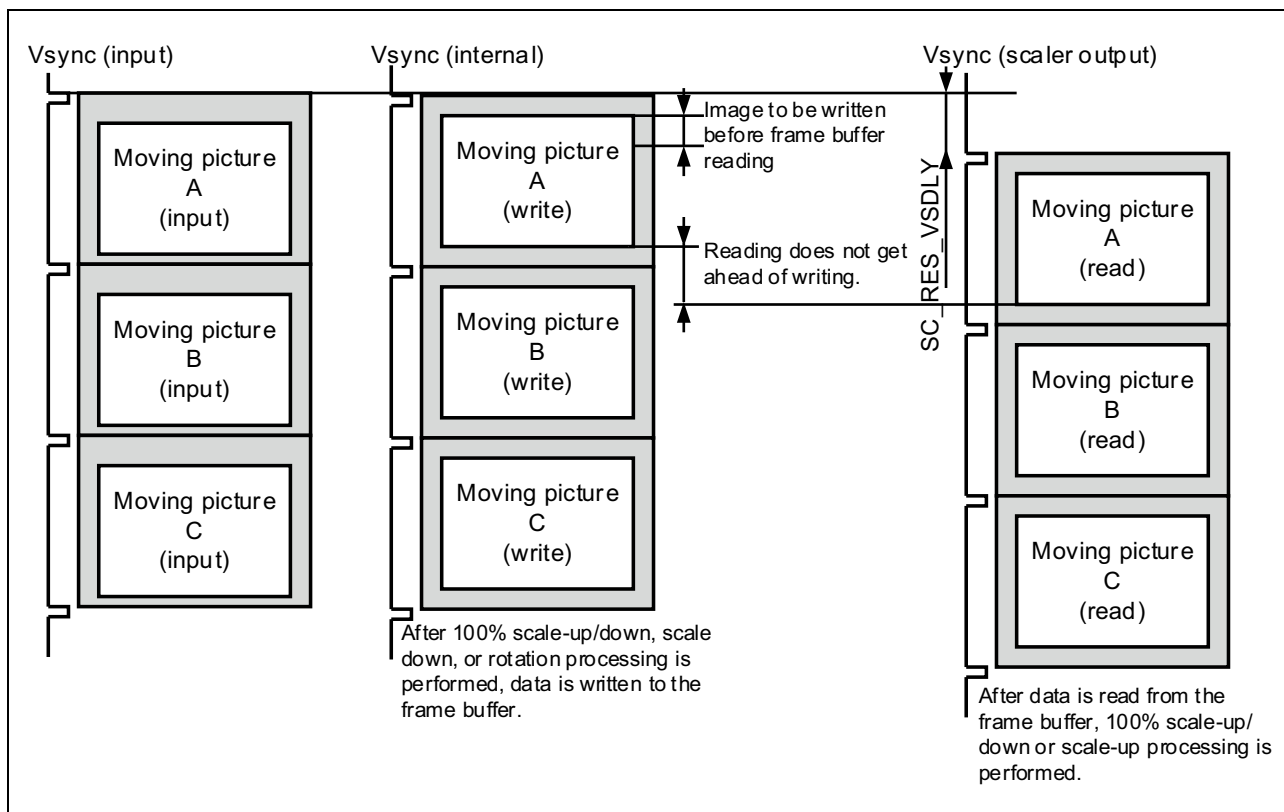 Vsync (input)
Vsync (internal)
Vsync (scaler output)
Moving picture
A
(input)
Moving picture
B
(input)
Moving picture
C
(input)
Moving picture
A
(write)
Moving picture
B
(write)
Moving picture
C
(write)
After 100% scale-up/down, scale
down, or rotation processing is
performed, data is written to the
frame buffer.
Image to be written
before frame buffer
reading
Reading does not get
ahead of writing.
SC_RES_VSDLY
Moving picture
A
(read)
Moving picture
B
(read)
Moving picture
C
(read)
After data is read from the
frame buffer, 100% scale-up/
down or scale-up processing is
performed.